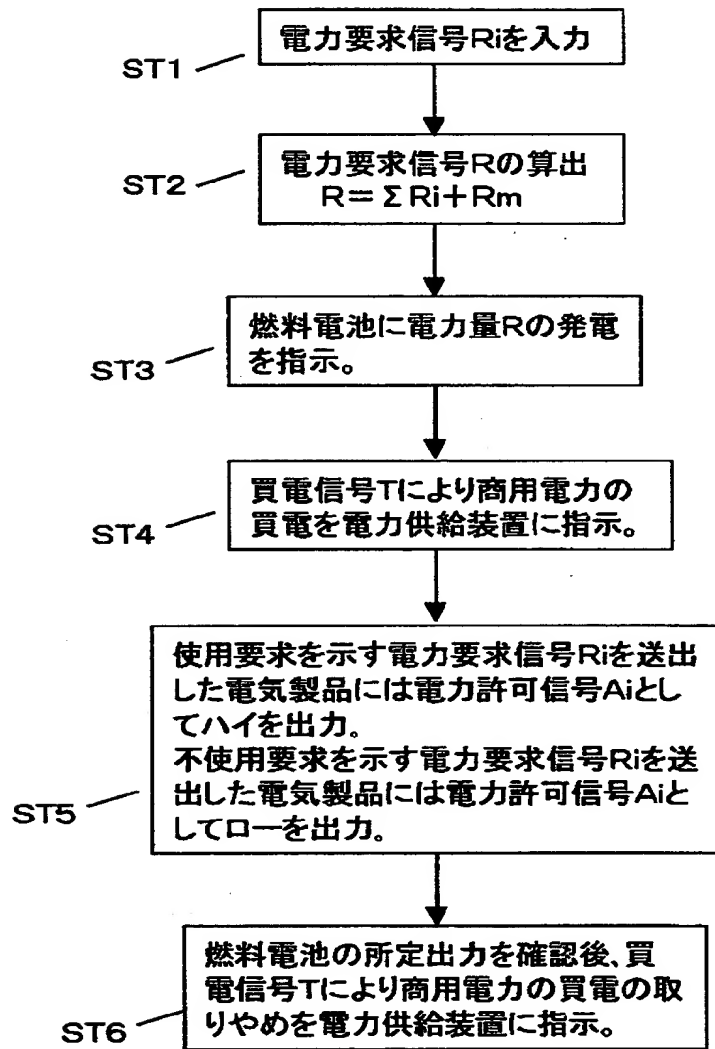 電力要求信号Riを入力
ST1
電力要求信号Rの算出
R=ΣRi+Rm
ST2
燃料電池に電力量Rの発電
を指示。
ST3
買電信号Tにより商用電力の
買電を電力供給装置に指示。
ST4
使用要求を示す電力要求信号Riを送出
した電気製品には電力許可信号Aiとし
てハイを出力。
不使用要求を示す電力要求信号Riを送
出した電気製品には電力許可信号Aiと
してローを出力。
ST5
燃料電池の所定出力を確認後、買
電信号Tにより商用電力の買電の取
りやめを電力供給装置に指示。
ST6